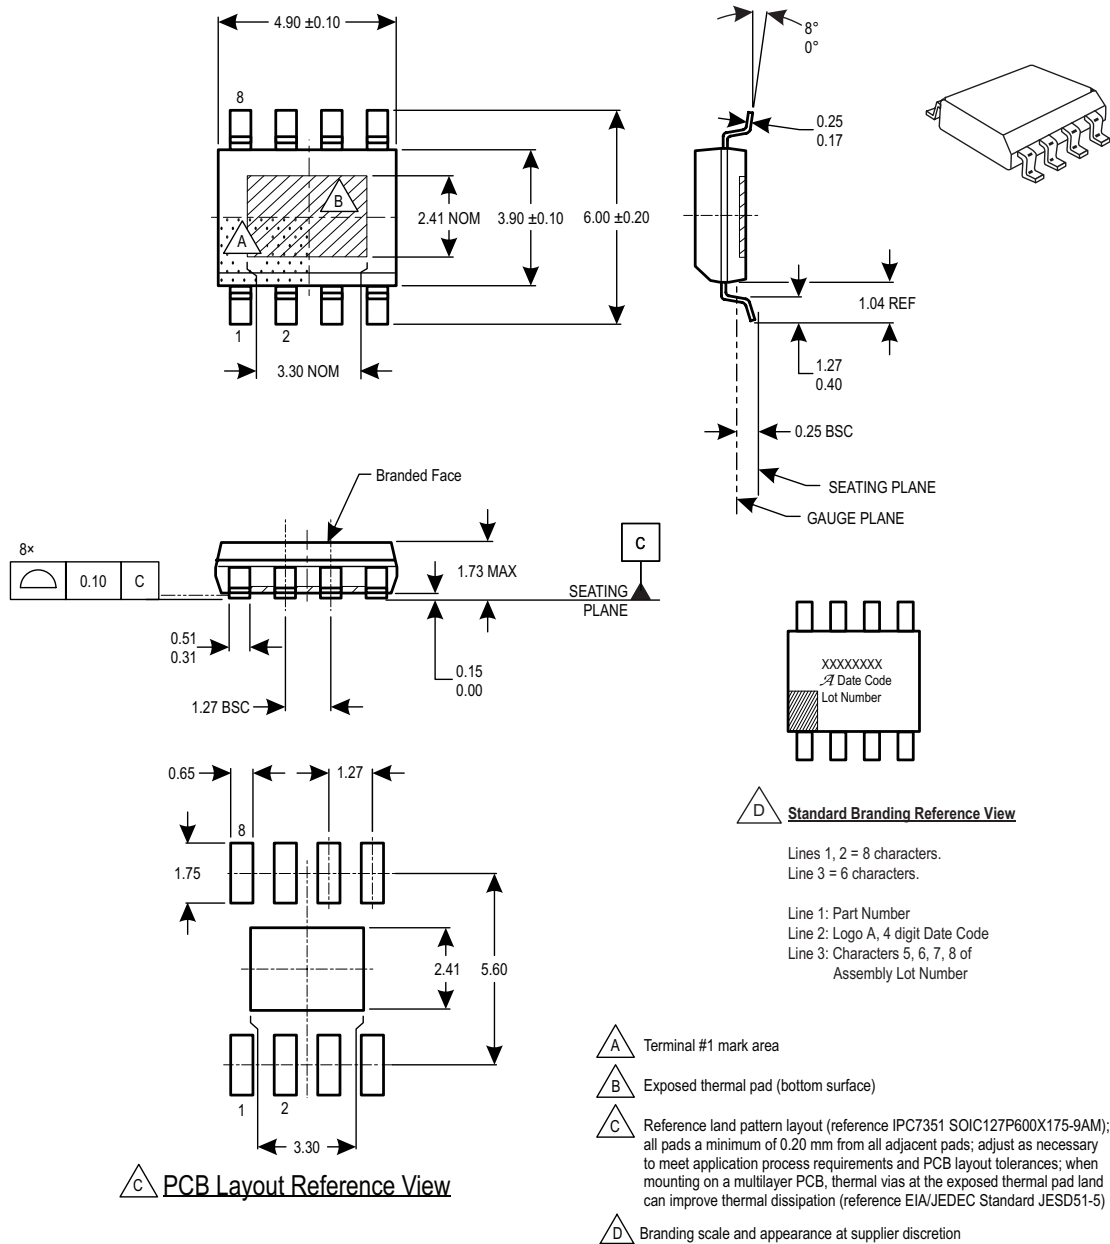 4.90 ±0.10
8
A
B
2.41 NOM
3.90 ±0.10
6.00 ±0.20
1
2
3.30 NOM
8°
0°
0.25
0.17
1.04 REF
1.27
0.40
0.25 BSC
SEATING PLANE
GAUGE PLANE
Branded Face
8×
0.10
C
1.73 MAX
C
SEATING
PLANE
0.51
0.31
0.15
0.00
1.27 BSC
XXXXXXXX
A Date Code
Lot Number
D
Standard Branding Reference View
Lines 1, 2 = 8 characters.
Line 3 = 6 characters.
Line 1: Part Number
Line 2: Logo A, 4 digit Date Code
Line 3: Characters 5, 6, 7, 8 of
Assembly Lot Number
0.65
1.27
8
1.75
2.41
5.60
1
2
3.30
C
PCB Layout Reference View
A
Terminal #1 mark area
B
Exposed thermal pad (bottom surface)
C
Reference land pattern layout (reference IPC7351 SOIC127P600X175-9AM);
all pads a minimum of 0.20 mm from all adjacent pads; adjust as necessary
to meet application process requirements and PCB layout tolerances; when
mounting on a multilayer PCB, thermal vias at the exposed thermal pad land
can improve thermal dissipation (reference EIA/JEDEC Standard JESD51-5)
D
Branding scale and appearance at supplier discretion